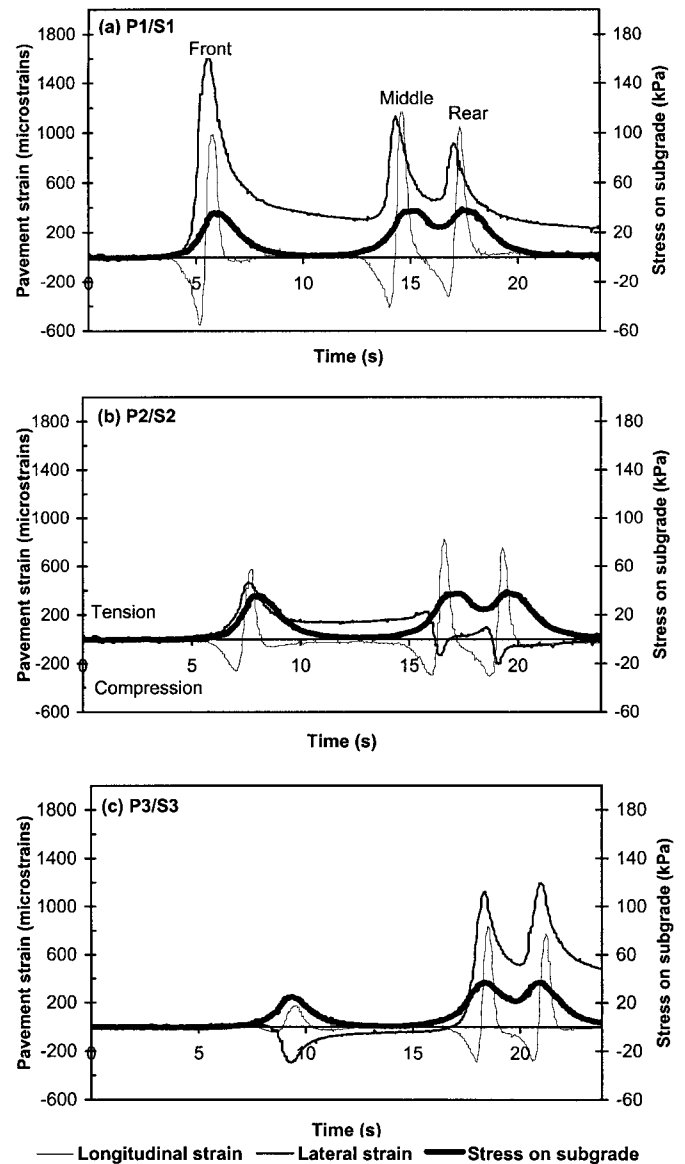 (a) P1/S1
Front
Middle
Rear
Pavement strain (microstrains)
1800
1400
1000
600
200
-200
-600
180
140
100
60
20
-20
-60
Stress on subgrade (kPa)
0 5 10 15 20
Time (s)
(b) P2/S2
Tension
Compression
Pavement strain (microstrains)
1800
1400
1000
600
200
-200
-600
180
140
100
60
20
-20
-60
Stress on subgrade (kPa)
0 5 10 15 20
Time (s)
(c) P3/S3
Pavement strain (microstrains)
1800
1400
1000
600
200
-200
-600
180
140
100
60
20
-20
-60
Stress on subgrade (kPa)
0 5 10 15 20
Time (s)
Longitudinal strain Lateral strain Stress on subgrade